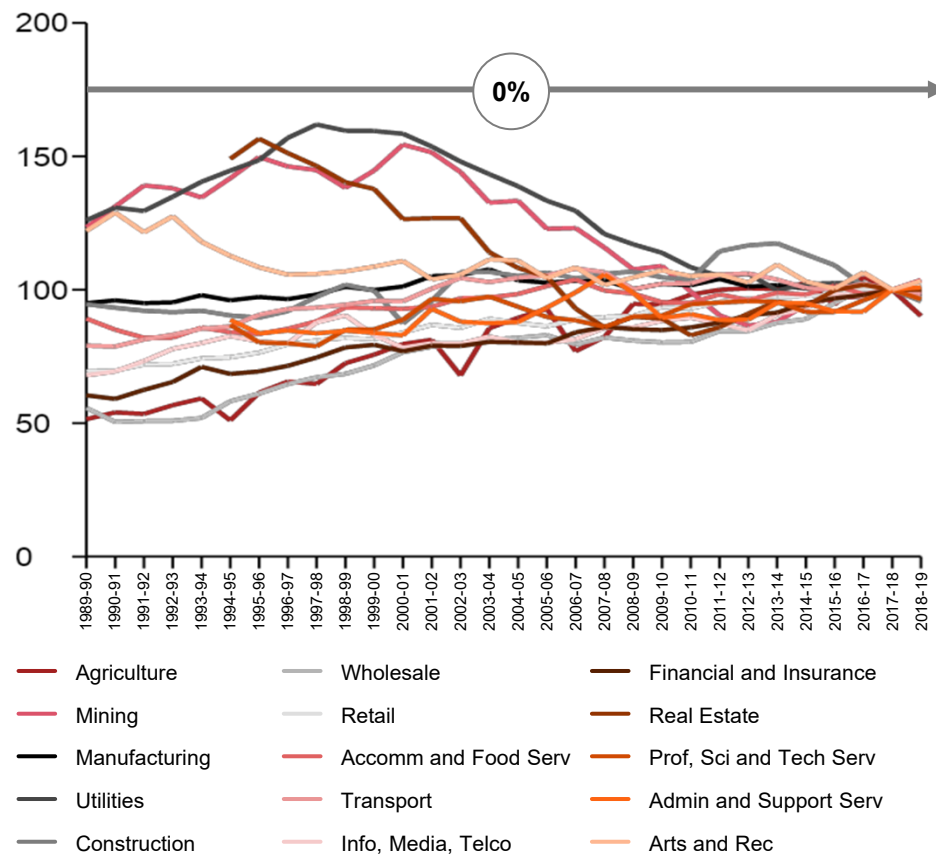 200
0%
150
100
50
0
1989-90 1990-91 1991-92 1992-93 1993-94 1994-95 1995-96 1996-97 1997-98 1998-99 1999-00 2000-01 2001-02 2002-03 2003-04 2004-05 2005-06 2006-07 2007-08 2008-09 2009-10 2010-11 2011-12 2012-13 2013-14 2014-15 2015-16 2016-17 2017-18 2018-19
Agriculture Wholesale Financial and Insurance
Mining Retail Real Estate
Manufacturing Accomm and Food Serv Prof, Sci and Tech Serv
Utilities Transport Admin and Support Serv
Construction Info, Media, Telco Arts and Rec